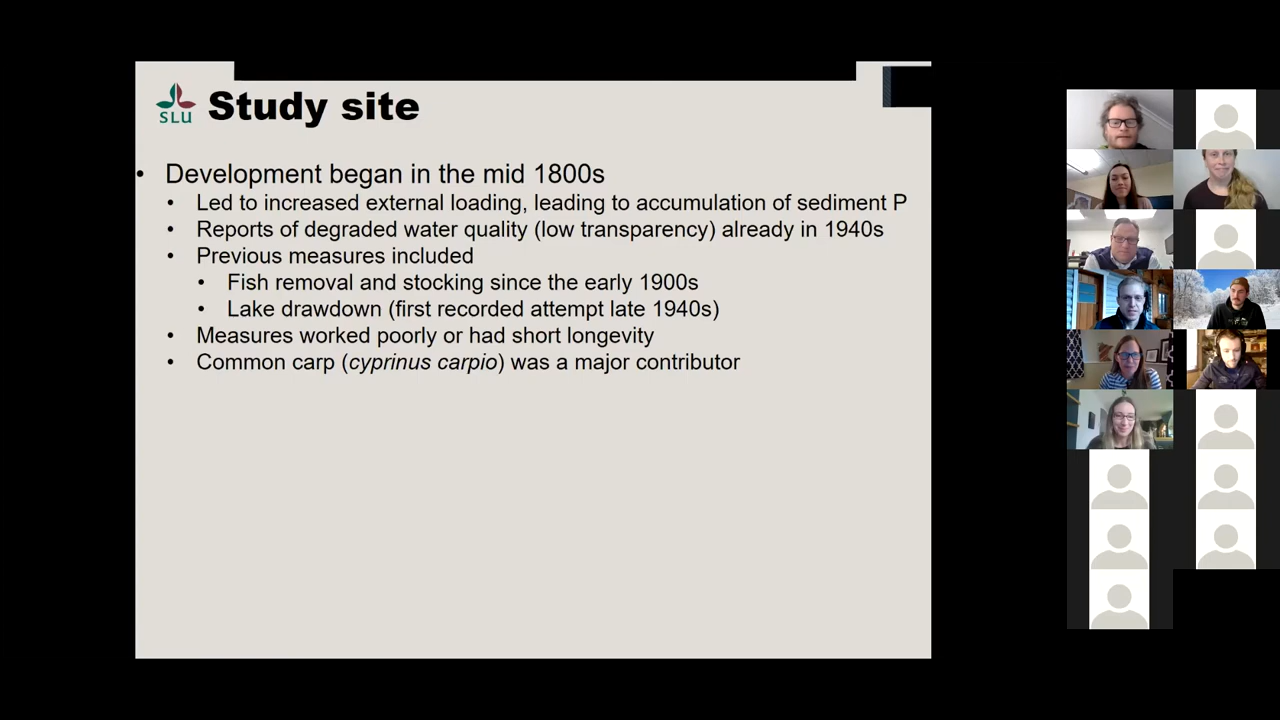 SLU
Study site
• Development began in the mid 1800s
• Led to increased external loading, leading to accumulation of sediment P
• Reports of degraded water quality (low transparency) already in 1940s
• Previous measures included
• Fish removal and stocking since the early 1900s
• Lake drawdown (first recorded attempt late 1940s)
• Measures worked poorly or had short longevity
• Common carp (cyprinus carpio) was a major contributor